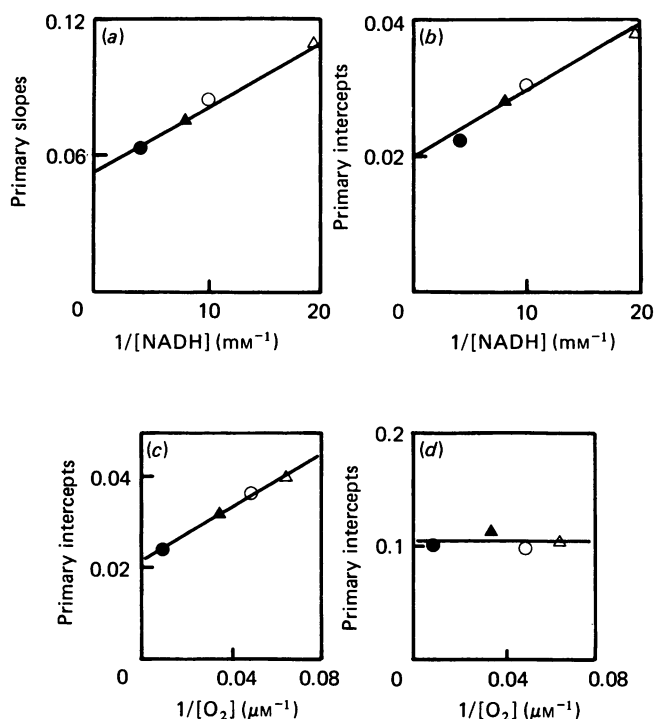 0.12
(a)
Primary slopes
0.06
0
10
20
1/[NADH] (mM⁻¹)
0.04
(b)
Primary intercepts
0.02
0
10
20
1/[NADH] (mM⁻¹)
(c)
0.04
Primary intercepts
0.02
0
0.04
0.08
1/[O₂] (μM⁻¹)
0.2
(d)
Primary intercepts
0.1
0
0.04
0.08
1/[O₂] (μM⁻¹)